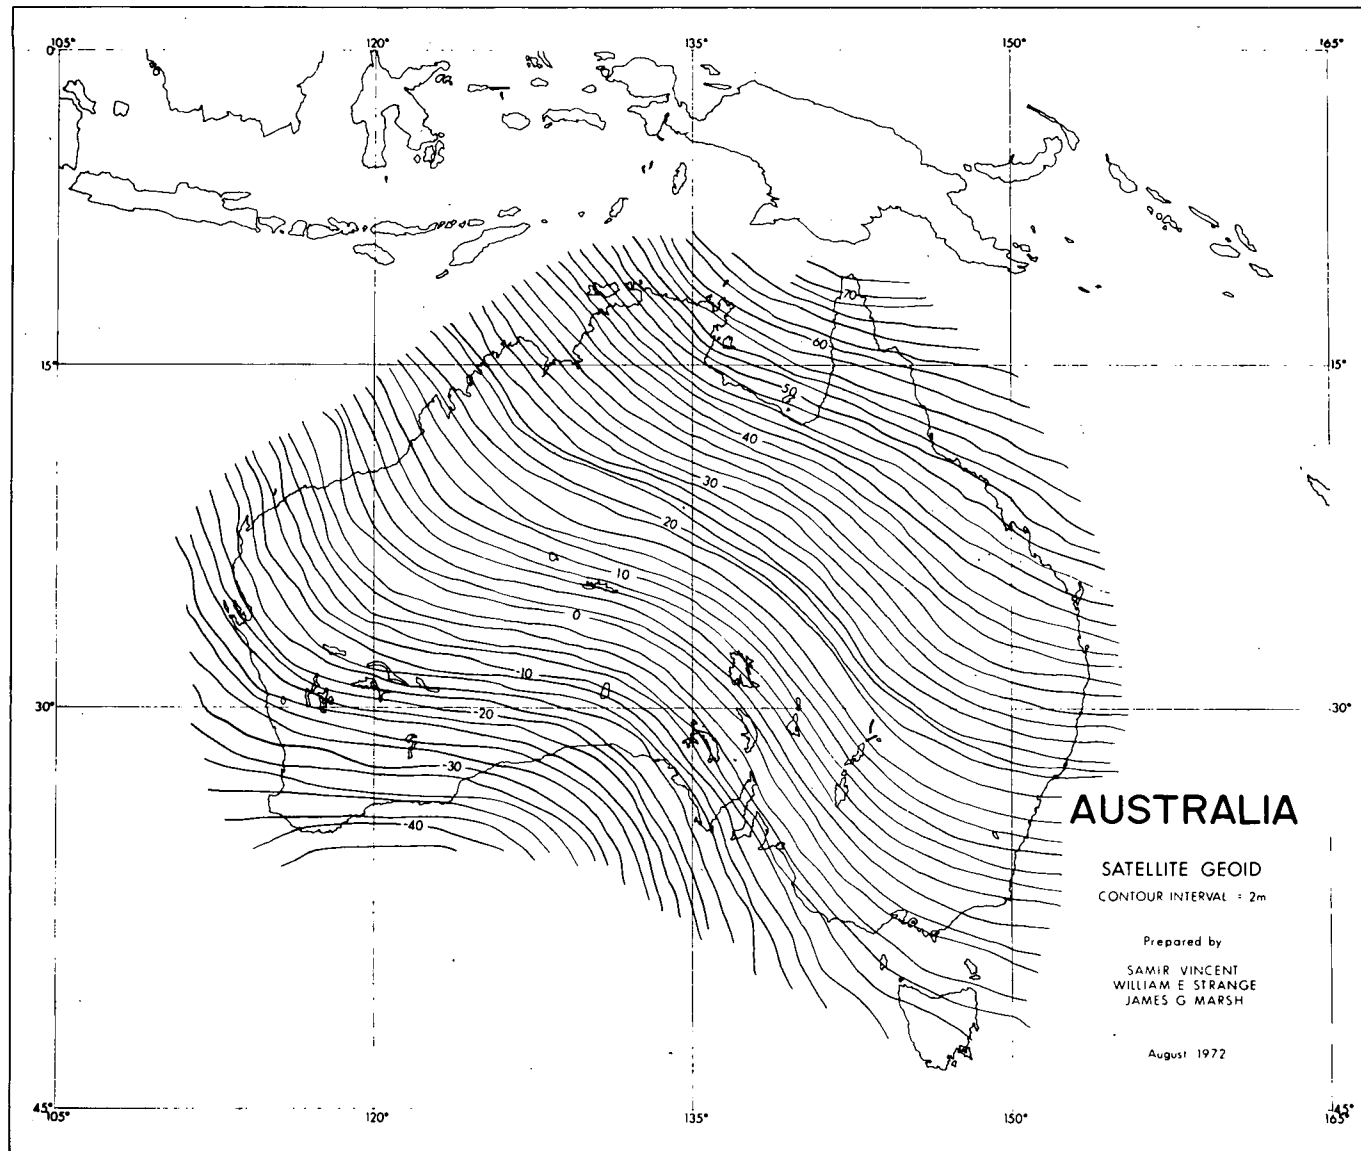 105° 120° 135° 150° 165°
0°
70
60
15° 15°
50
40
30
20
10
0
-10
30° -20 -30°
-30
AUSTRALIA
-40
SATELLITE GEOID
CONTOUR INTERVAL = 2m
Prepared by
SAMIR VINCENT
WILLIAM E STRANGE
JAMES G MARSH
August 1972
45° 45°
105° 120° 135° 150° 165°